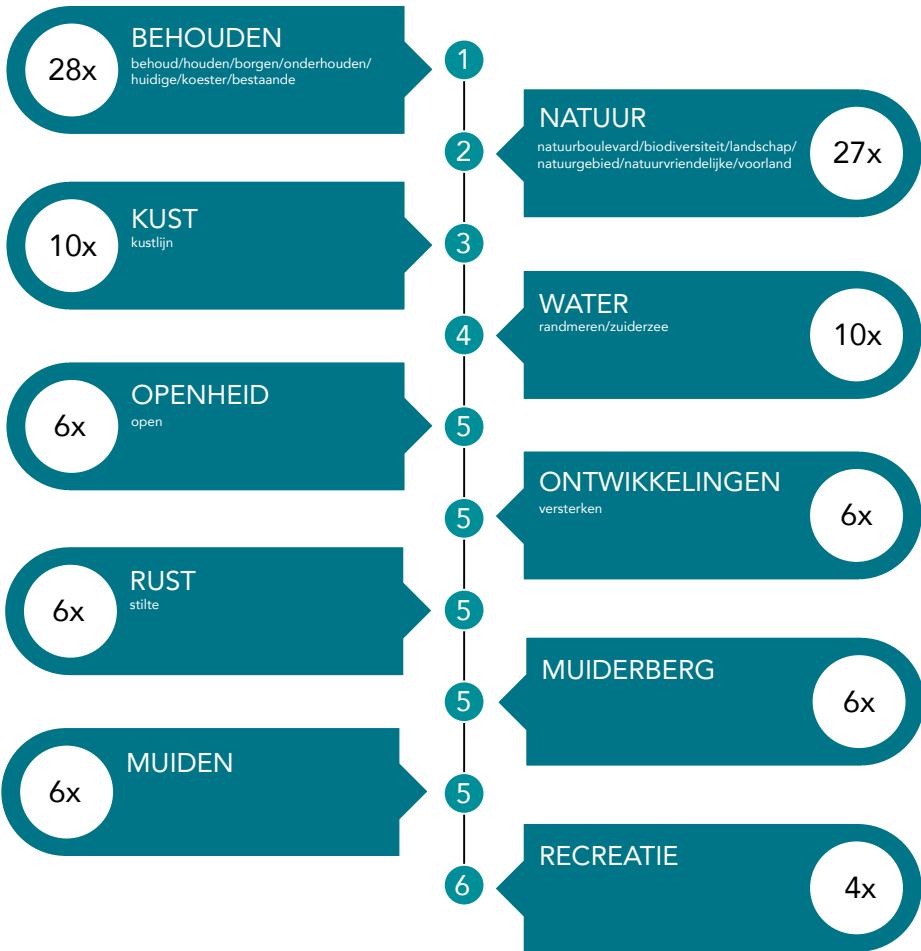 BEHOUDEN
behoud/houden/borgen/onderhouden/
huidige/koester/bestaande
28x
1
NATUUR
natuurboulevard/biodiversiteit/landschap/
natuurgebied/natuurvriendelijke/voorland
27x
2
KUST
kustlijn
10x
3
WATER
randmeren/zuiderzee
10x
4
OPENHEID
open
6x
5
ONTWIKKELINGEN
versterken
6x
5
RUST
stilte
6x
5
MUIDERBERG
6x
5
MUIDEN
6x
5
RECREATIE
4x
6